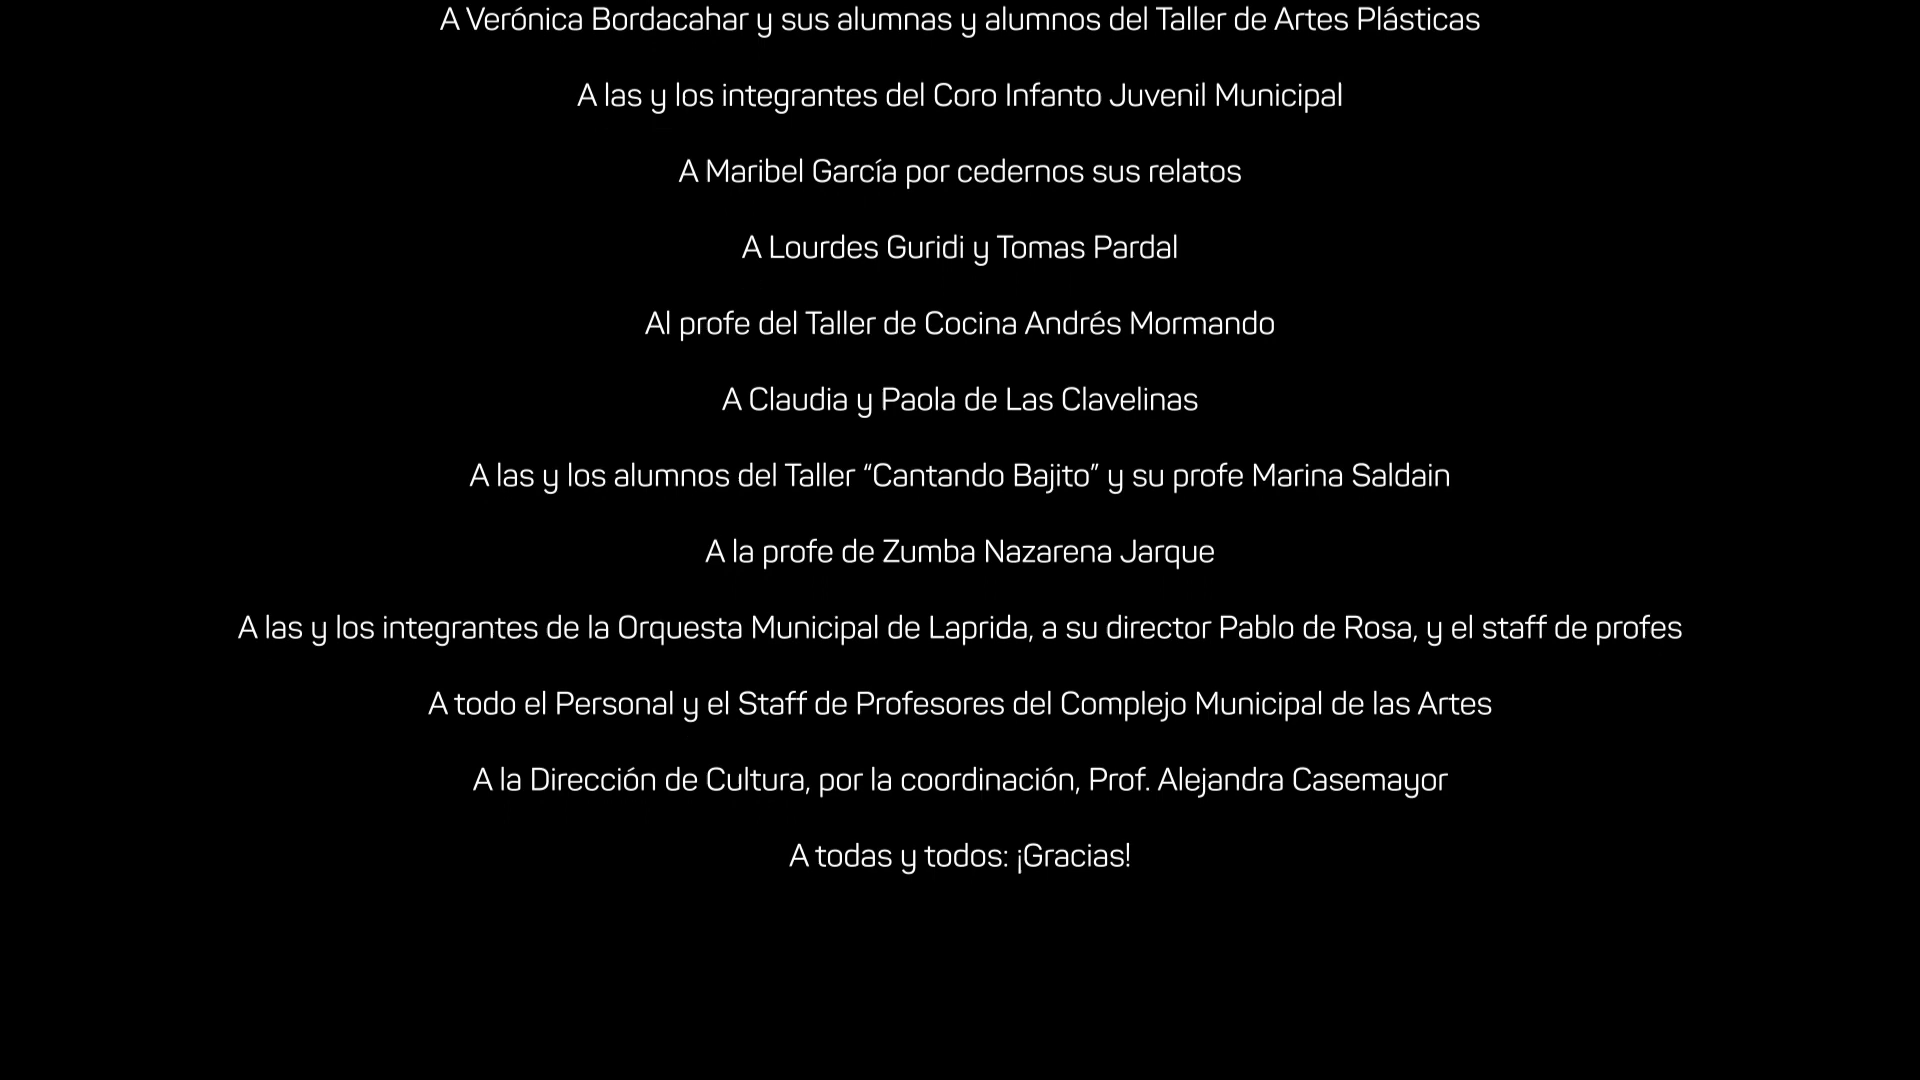 A Verónica Bordacahar y sus alumnas y alumnos del Taller de Artes Plásticas
A las y los integrantes del Coro Infanto Juvenil Municipal
A Maribel García por cedernos sus relatos
A Lourdes Guridi y Tomas Pardal
Al profe del Taller de Cocina Andrés Mormando
A Claudia y Paola de Las Clavelinas
A las y los alumnos del Taller “Cantando Bajito” y su profe Marina Saldain
A la profe de Zumba Nazarena Jarque
A las y los integrantes de la Orquesta Municipal de Laprida, a su director Pablo de Rosa, y el staff de profes
A todo el Personal y el Staff de Profesores del Complejo Municipal de las Artes
A la Dirección de Cultura, por la coordinación, Prof. Alejandra Casemayor
A todas y todos: ¡Gracias!